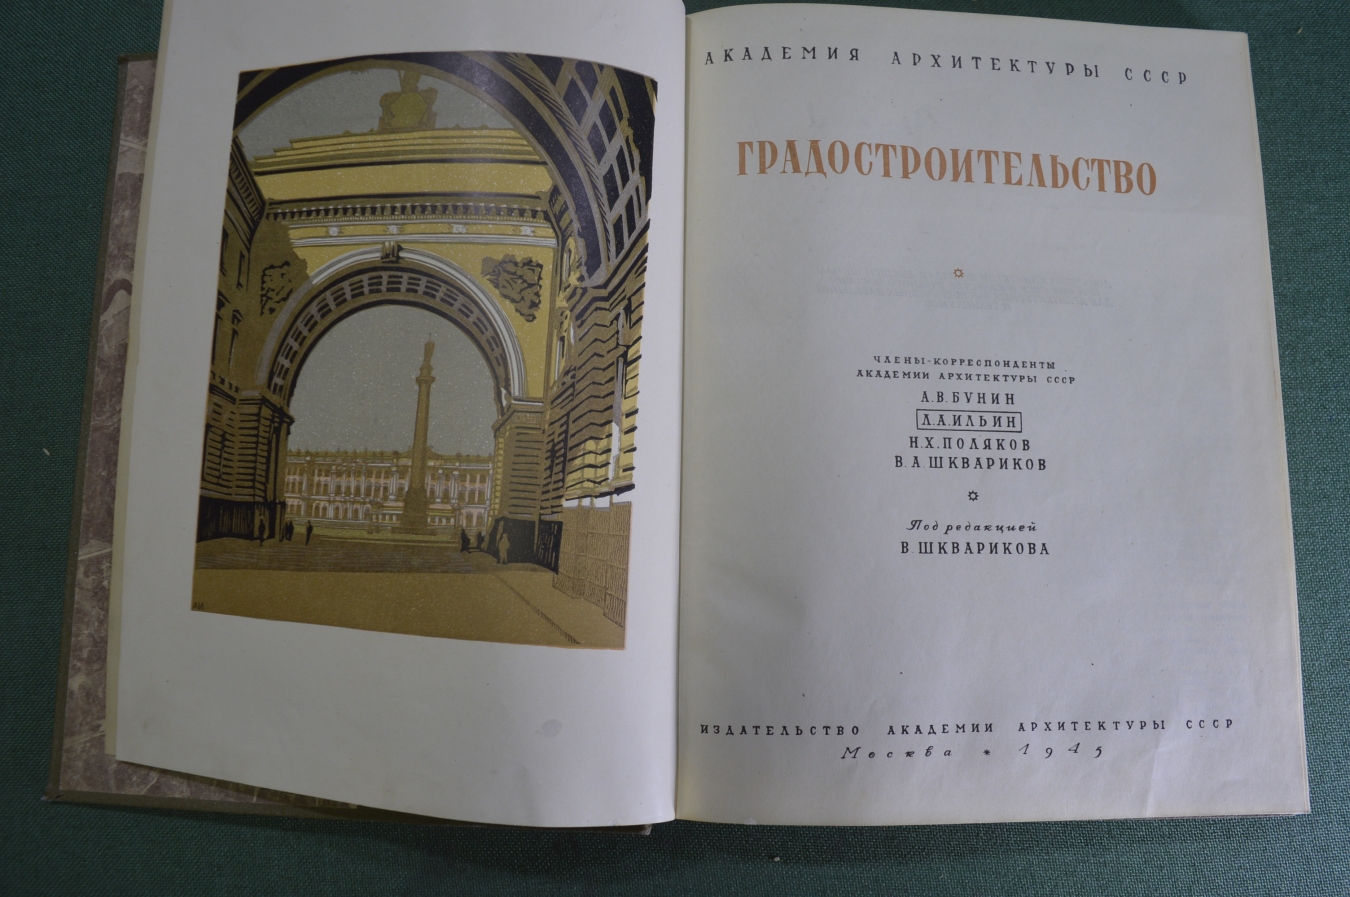 АКАДЕМИЯ АРХИТЕКТУРЫ СССР
ГРАДОСТРОИТЕЛЬСТВО
ЧЛЕНЫ-КОРРЕСПОНДЕНТЫ
АКАДЕМИИ АРХИТЕКТУРЫ СССР
А.В.БУНИН
Л.А.ИЛЬИН
Н.Х.ПОЛЯКОВ
В.А.ШКВАРИКОВ
Под редакцией
В.ШКВАРИКОВА
ИЗДАТЕЛЬСТВО АКАДЕМИИ АРХИТЕКТУРЫ СССР
Москва * 1945